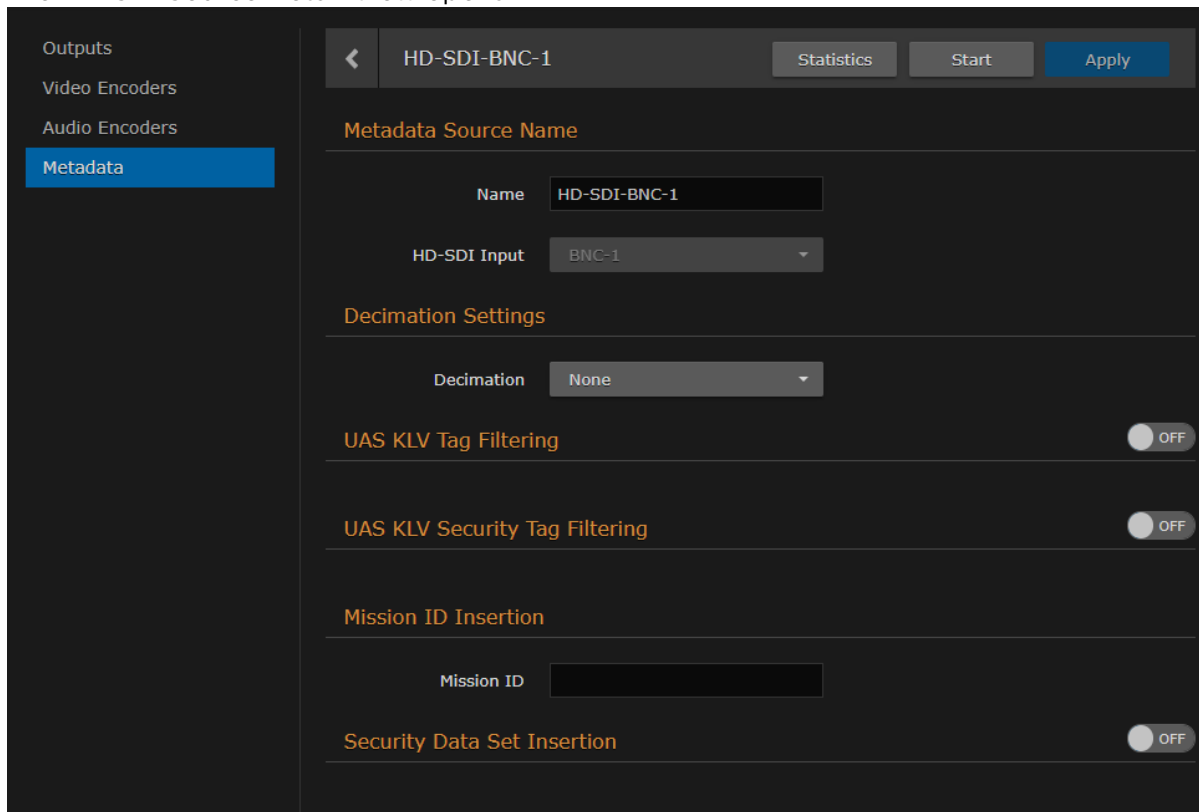 Outputs
Video Encoders
Audio Encoders
Metadata
HD-SDI-BNC-1
Statistics
Start
Apply
Metadata Source Name
Name HD-SDI-BNC-1
HD-SDI Input BNC-1
Decimation Settings
Decimation None
UAS KLV Tag Filtering OFF
UAS KLV Security Tag Filtering OFF
Mission ID Insertion
Mission ID
Security Data Set Insertion OFF